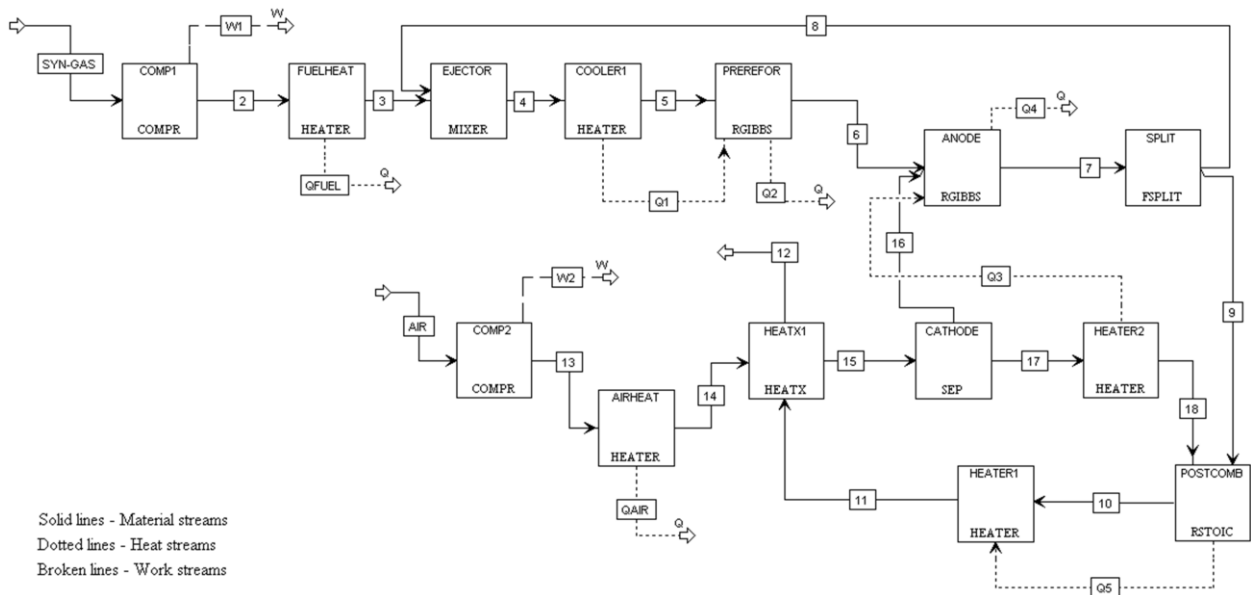 8
W1
W
SYN-GAS
COMP1
COMPR
2
FUELHEAT
HEATER
3
EJECTOR
MIXER
4
COOLER1
HEATER
5
PREREFOR
RGIBBS
6
ANODE
RGIBBS
Q4
Q
7
SPLIT
FSPLIT
QFUEL
Q
Q1
Q2
Q
16
12
Q3
9
W2
W
AIR
COMP2
COMPR
13
AIRHEAT
HEATER
14
HEATX1
HEATX
15
CATHODE
SEP
17
HEATER2
HEATER
18
QAIR
Q
11
HEATER1
HEATER
10
POSTCOMB
RSTOIC
Q5
Solid lines - Material streams
Dotted lines - Heat streams
Broken lines - Work streams